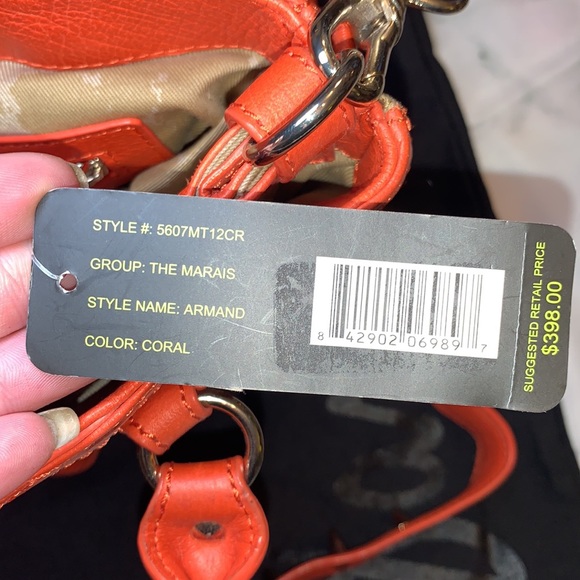 STYLE #: 5607MT12CR
GROUP: THE MARAIS
STYLE NAME: ARMAND
COLOR: CORAL
8 42902 06989 7
SUGGESTED RETAIL PRICE
$398.00